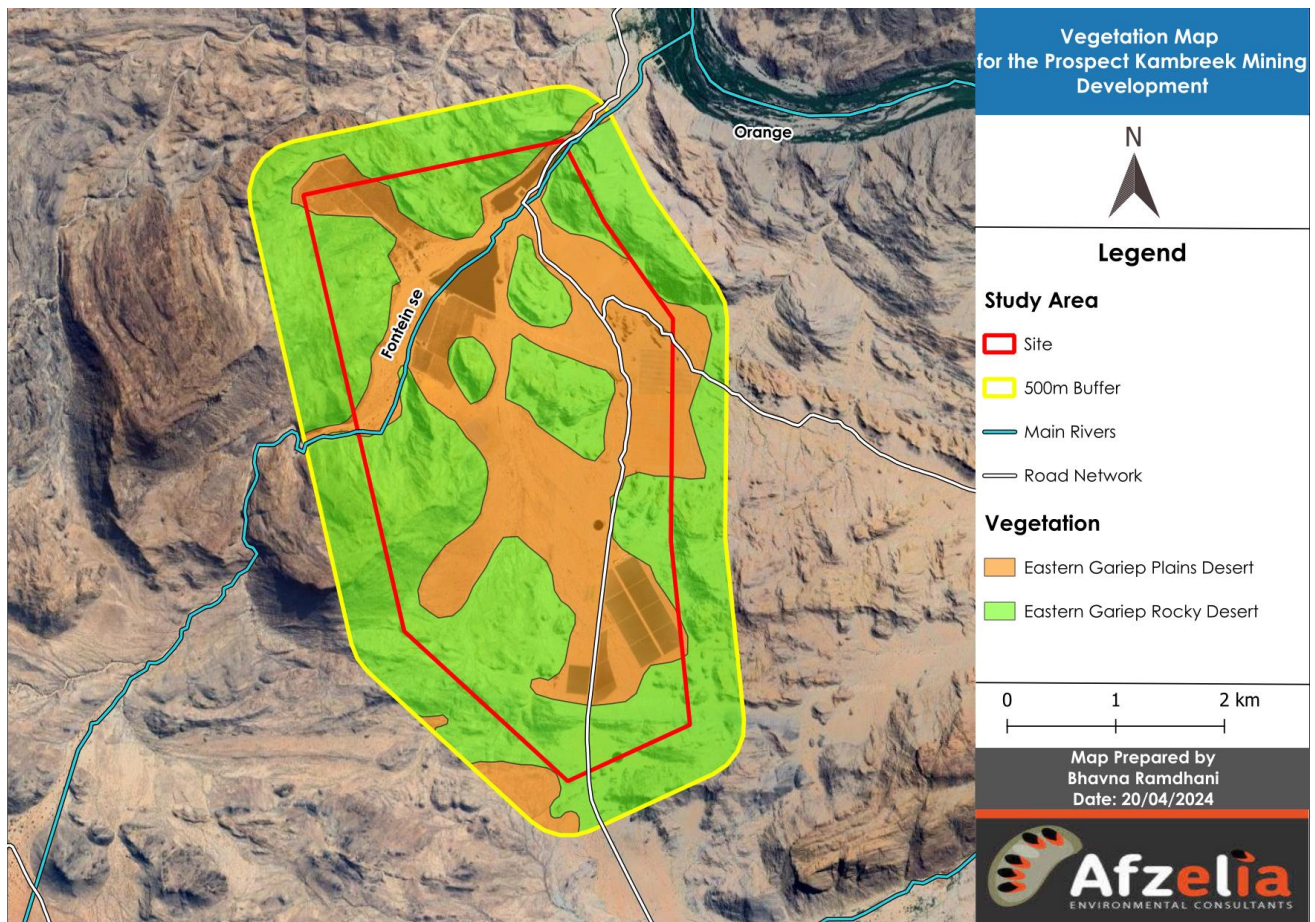 Vegetation Map
for the Prospect Kambreek Mining
Development
N
Legend
Study Area
Site
500m Buffer
Main Rivers
Road Network
Vegetation
Eastern Gariep Plains Desert
Eastern Gariep Rocky Desert
0 1 2 km
Map Prepared by
Bhavna Ramdhani
Date: 20/04/2024
Afzelia
ENVIRONMENTAL CONSULTANTS
Orange
Fontein se